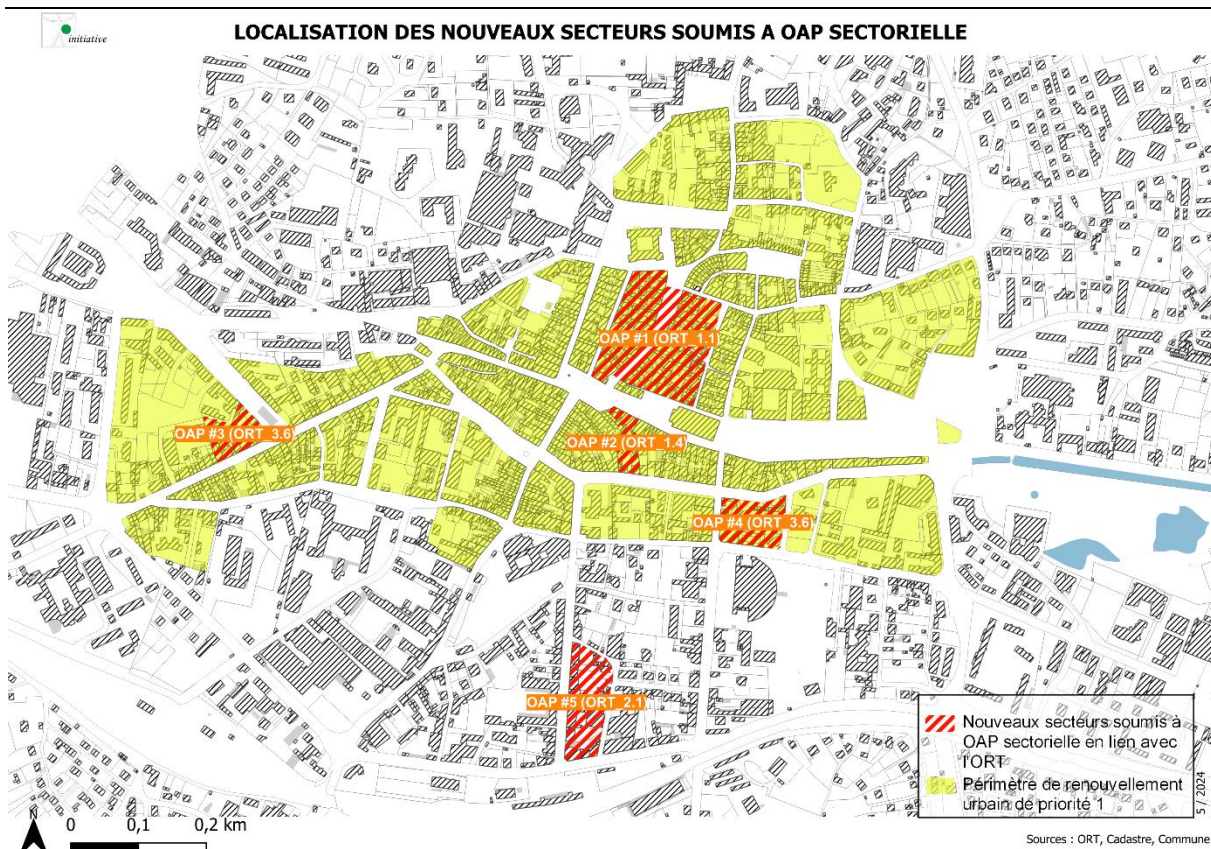 initiative
LOCALISATION DES NOUVEAUX SECTEURS SOUMIS A OAP SECTORIELLE
OAP #1 (ORT_1.1)
OAP #3 (ORT_3.6)
OAP #2 (ORT_1.4)
OAP #4 (ORT_3.6)
OAP #5 (ORT_2.1)
Nouveaux secteurs soumis à
OAP sectorielle en lien avec
l'ORT
Périmètre de renouvellement
urbain de priorité 1
5 / 2024
N
0 0,1 0,2 km
Sources : ORT, Cadastre, Commune